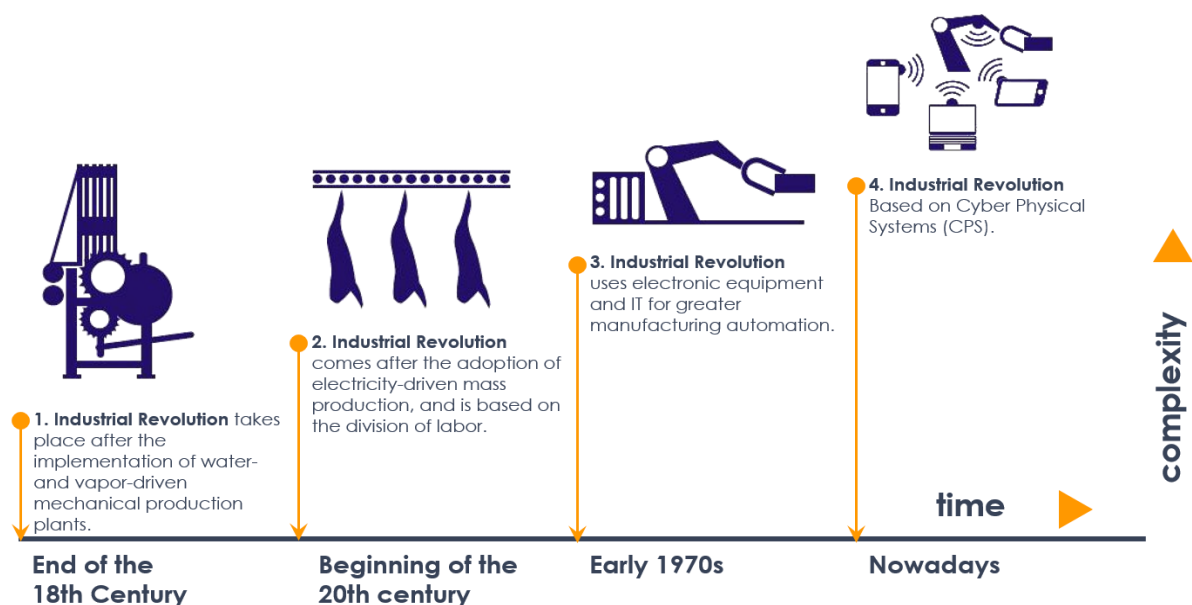 1. Industrial Revolution takes
place after the
implementation of water-
and vapor-driven
mechanical production
plants.
2. Industrial Revolution
comes after the adoption of
electricity-driven mass
production, and is based on
the division of labor.
3. Industrial Revolution
uses electronic equipment
and IT for greater
manufacturing automation.
4. Industrial Revolution
Based on Cyber Physical
Systems (CPS).
complexity
time
End of the
18th Century
Beginning of the
20th century
Early 1970s
Nowadays